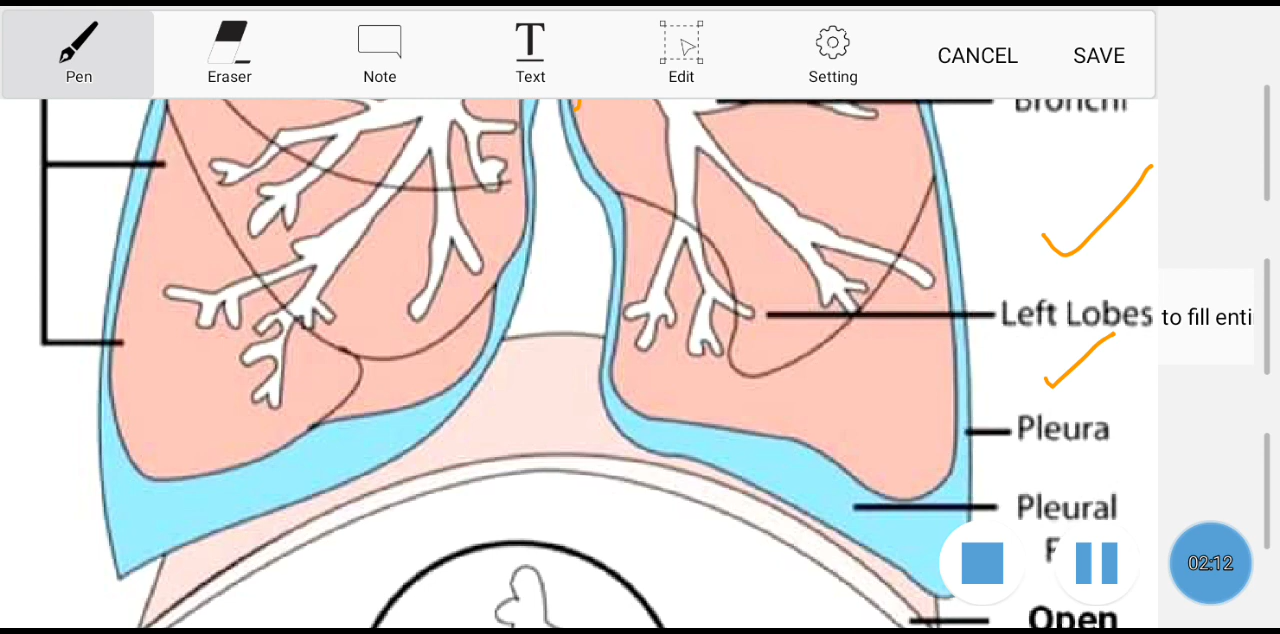 Pen
Eraser
Note
Text
Edit
Setting
CANCEL
SAVE
Bronchi
Left Lobes
to fill enti
Pleura
Pleural
F
02:12
Open